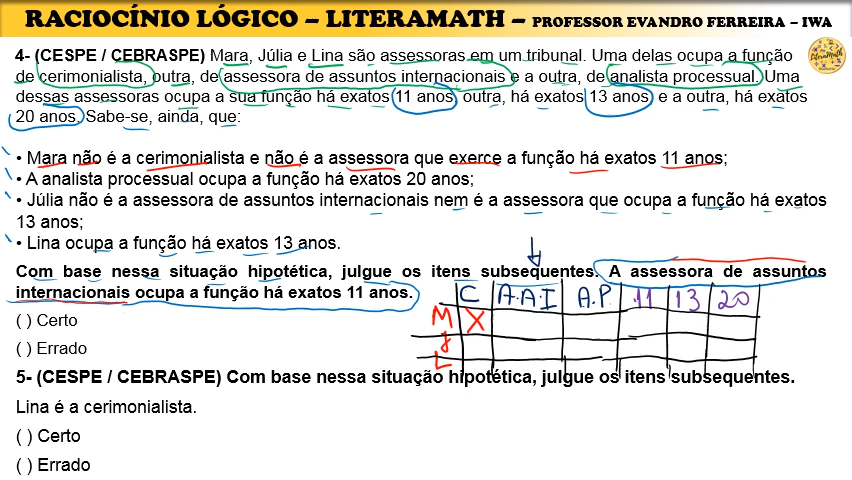 RACIOCÍNIO LÓGICO – LITERAMATH – PROFESSOR EVANDRO FERREIRA – IWA
4- (CESPE / CEBRASPE) Mara, Júlia e Lina são assessoras em um tribunal. Uma delas ocupa a função
de cerimonialista, outra, de assessora de assuntos internacionais e a outra, de analista processual. Uma
dessas assessoras ocupa a sua função há exatos 11 anos, outra, há exatos 13 anos e a outra, há exatos
20 anos. Sabe-se, ainda, que:
• Mara não é a cerimonialista e não é a assessora que exerce a função há exatos 11 anos;
• A analista processual ocupa a função há exatos 20 anos;
• Júlia não é a assessora de assuntos internacionais nem é a assessora que ocupa a função há exatos
13 anos;
• Lina ocupa a função há exatos 13 anos.
Com base nessa situação hipotética, julgue os itens subsequentes. A assessora de assuntos
internacionais ocupa a função há exatos 11 anos.
C A.A.I A.P. 11 13 20
M X
( ) Certo
J
( ) Errado
L
5- (CESPE / CEBRASPE) Com base nessa situação hipotética, julgue os itens subsequentes.
Lina é a cerimonialista.
( ) Certo
( ) Errado